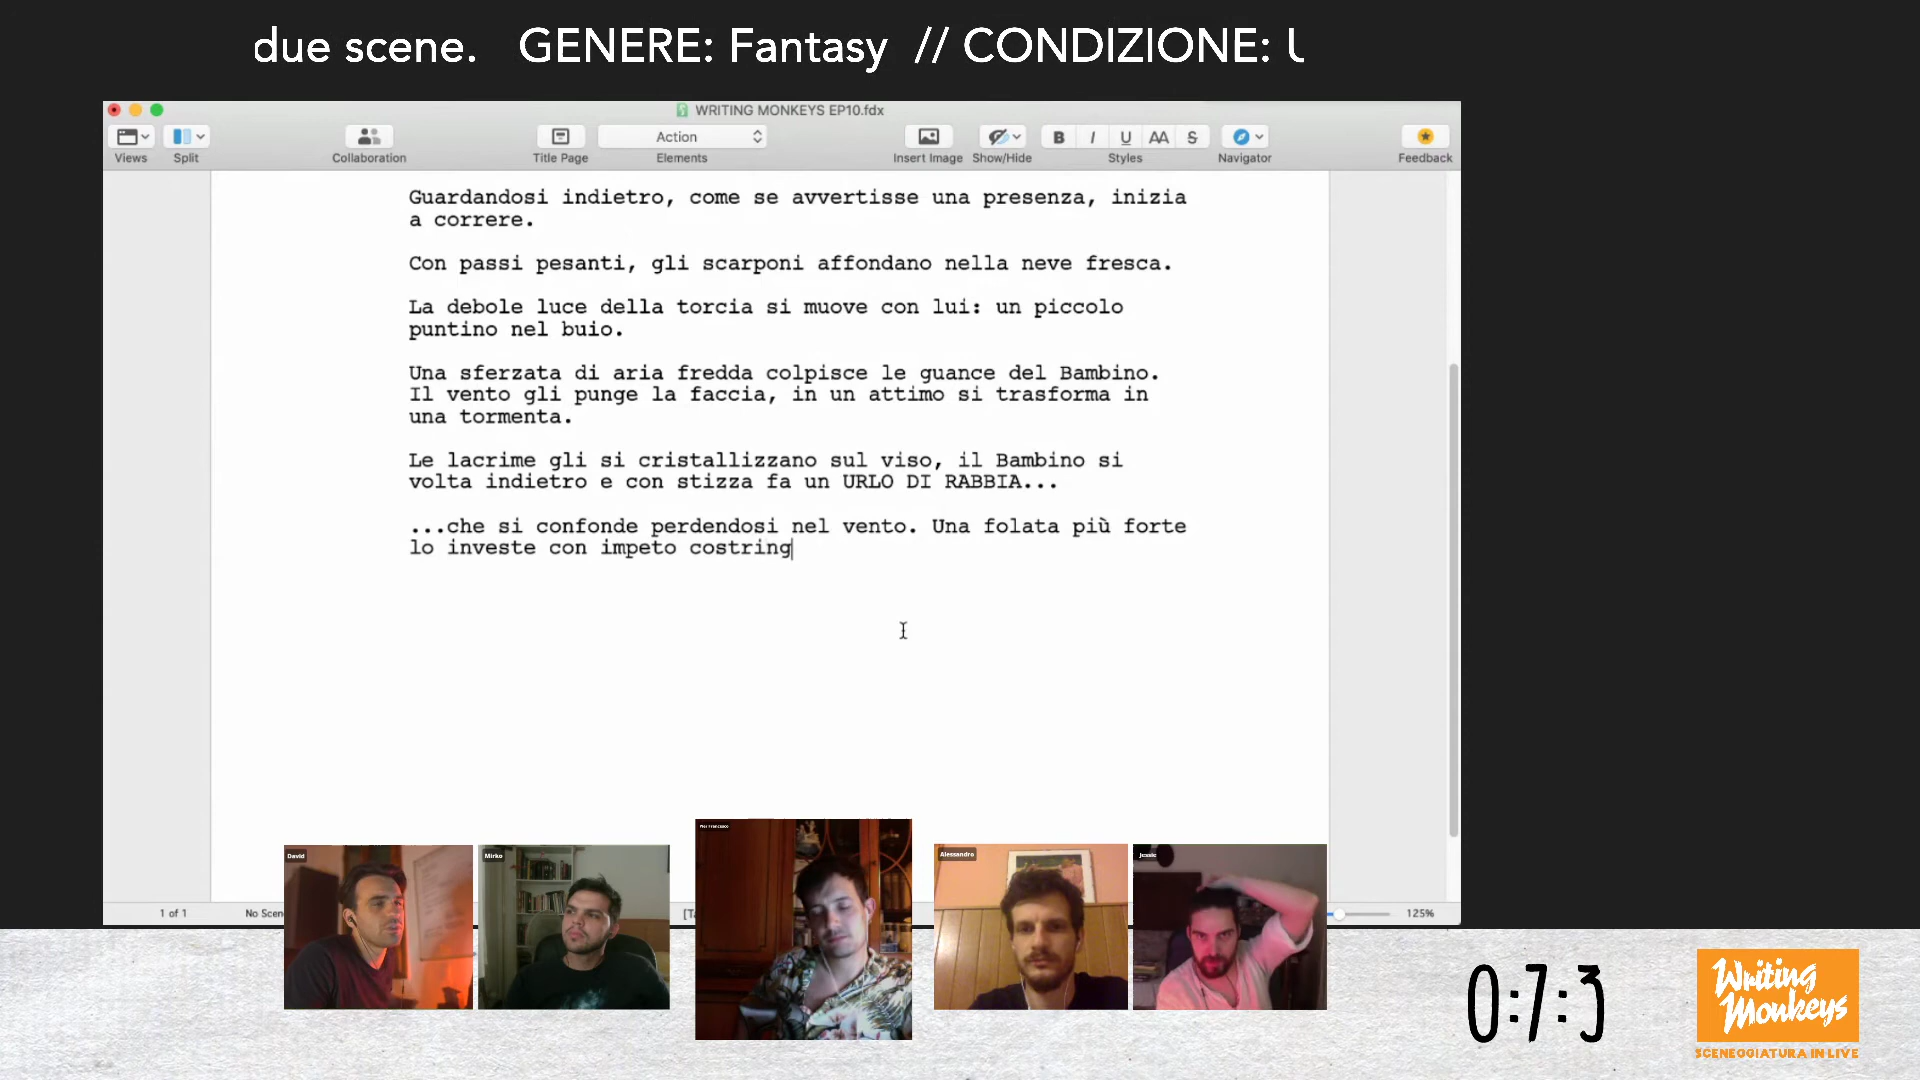 due scene. GENERE: Fantasy // CONDIZIONE: U
WRITING MONKEYS EP10.fdx
Views
Split
Collaboration
Title Page
Action
Elements
Insert Image
Show/Hide
B I U AA S
Styles
Navigator
Feedback
Guardandosi indietro, come se avvertisse una presenza, inizia
a correre.
Con passi pesanti, gli scarponi affondano nella neve fresca.
La debole luce della torcia si muove con lui: un piccolo
puntino nel buio.
Una sferzata di aria fredda colpisce le guance del Bambino.
Il vento gli punge la faccia, in un attimo si trasforma in
una tormenta.
Le lacrime gli si cristallizzano sul viso, il Bambino si
volta indietro e con stizza fa un URLO DI RABBIA...
...che si confonde perdendosi nel vento. Una folata più forte
lo investe con impeto costring
1 of 1
No Scen
[Ta
125%
David
Mirko
Pier Francesco
Alessandro
Jessie
0:7:3
Writing
Monkeys
SCENEGGIATURA IN LIVE